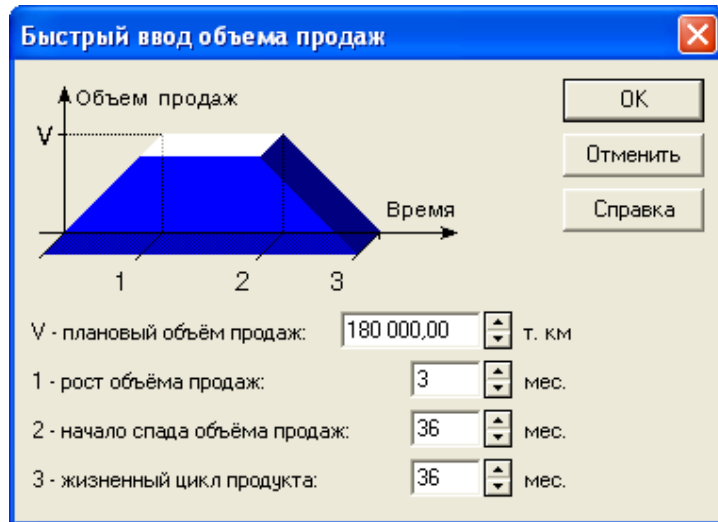 Быстрый ввод объема продаж
Объем продаж
V
Время
1 2 3
OK
Отменить
Справка
V - плановый объём продаж: 180 000,00 т. км
1 - рост объёма продаж: 3 мес.
2 - начало спада объёма продаж: 36 мес.
3 - жизненный цикл продукта: 36 мес.